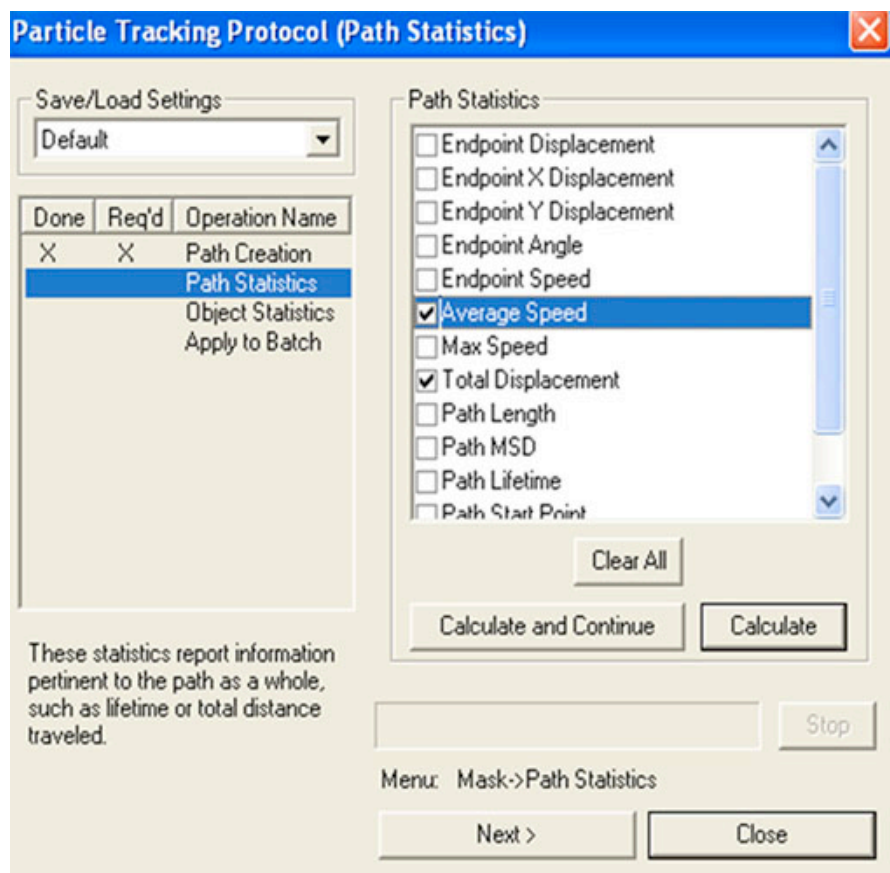 Particle Tracking Protocol (Path Statistics)
Save/Load Settings
Default
Done Req'd Operation Name
X X Path Creation
Path Statistics
Object Statistics
Apply to Batch
These statistics report information
pertinent to the path as a whole,
such as lifetime or total distance
traveled.
Path Statistics
Endpoint Displacement
Endpoint X Displacement
Endpoint Y Displacement
Endpoint Angle
Endpoint Speed
Average Speed
Max Speed
Total Displacement
Path Length
Path MSD
Path Lifetime
Path Start Point
Clear All
Calculate and Continue
Calculate
Stop
Menu: Mask->Path Statistics
Next >
Close